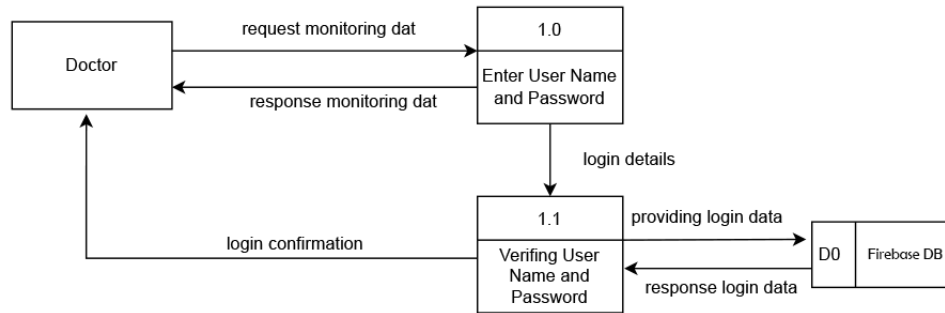 request monitoring dat
1.0
Doctor
Enter User Name
and Password
response monitoring dat
login details
1.1
providing login data
login confirmation
Verifing User
Name and
Password
D0
Firebase DB
response login data